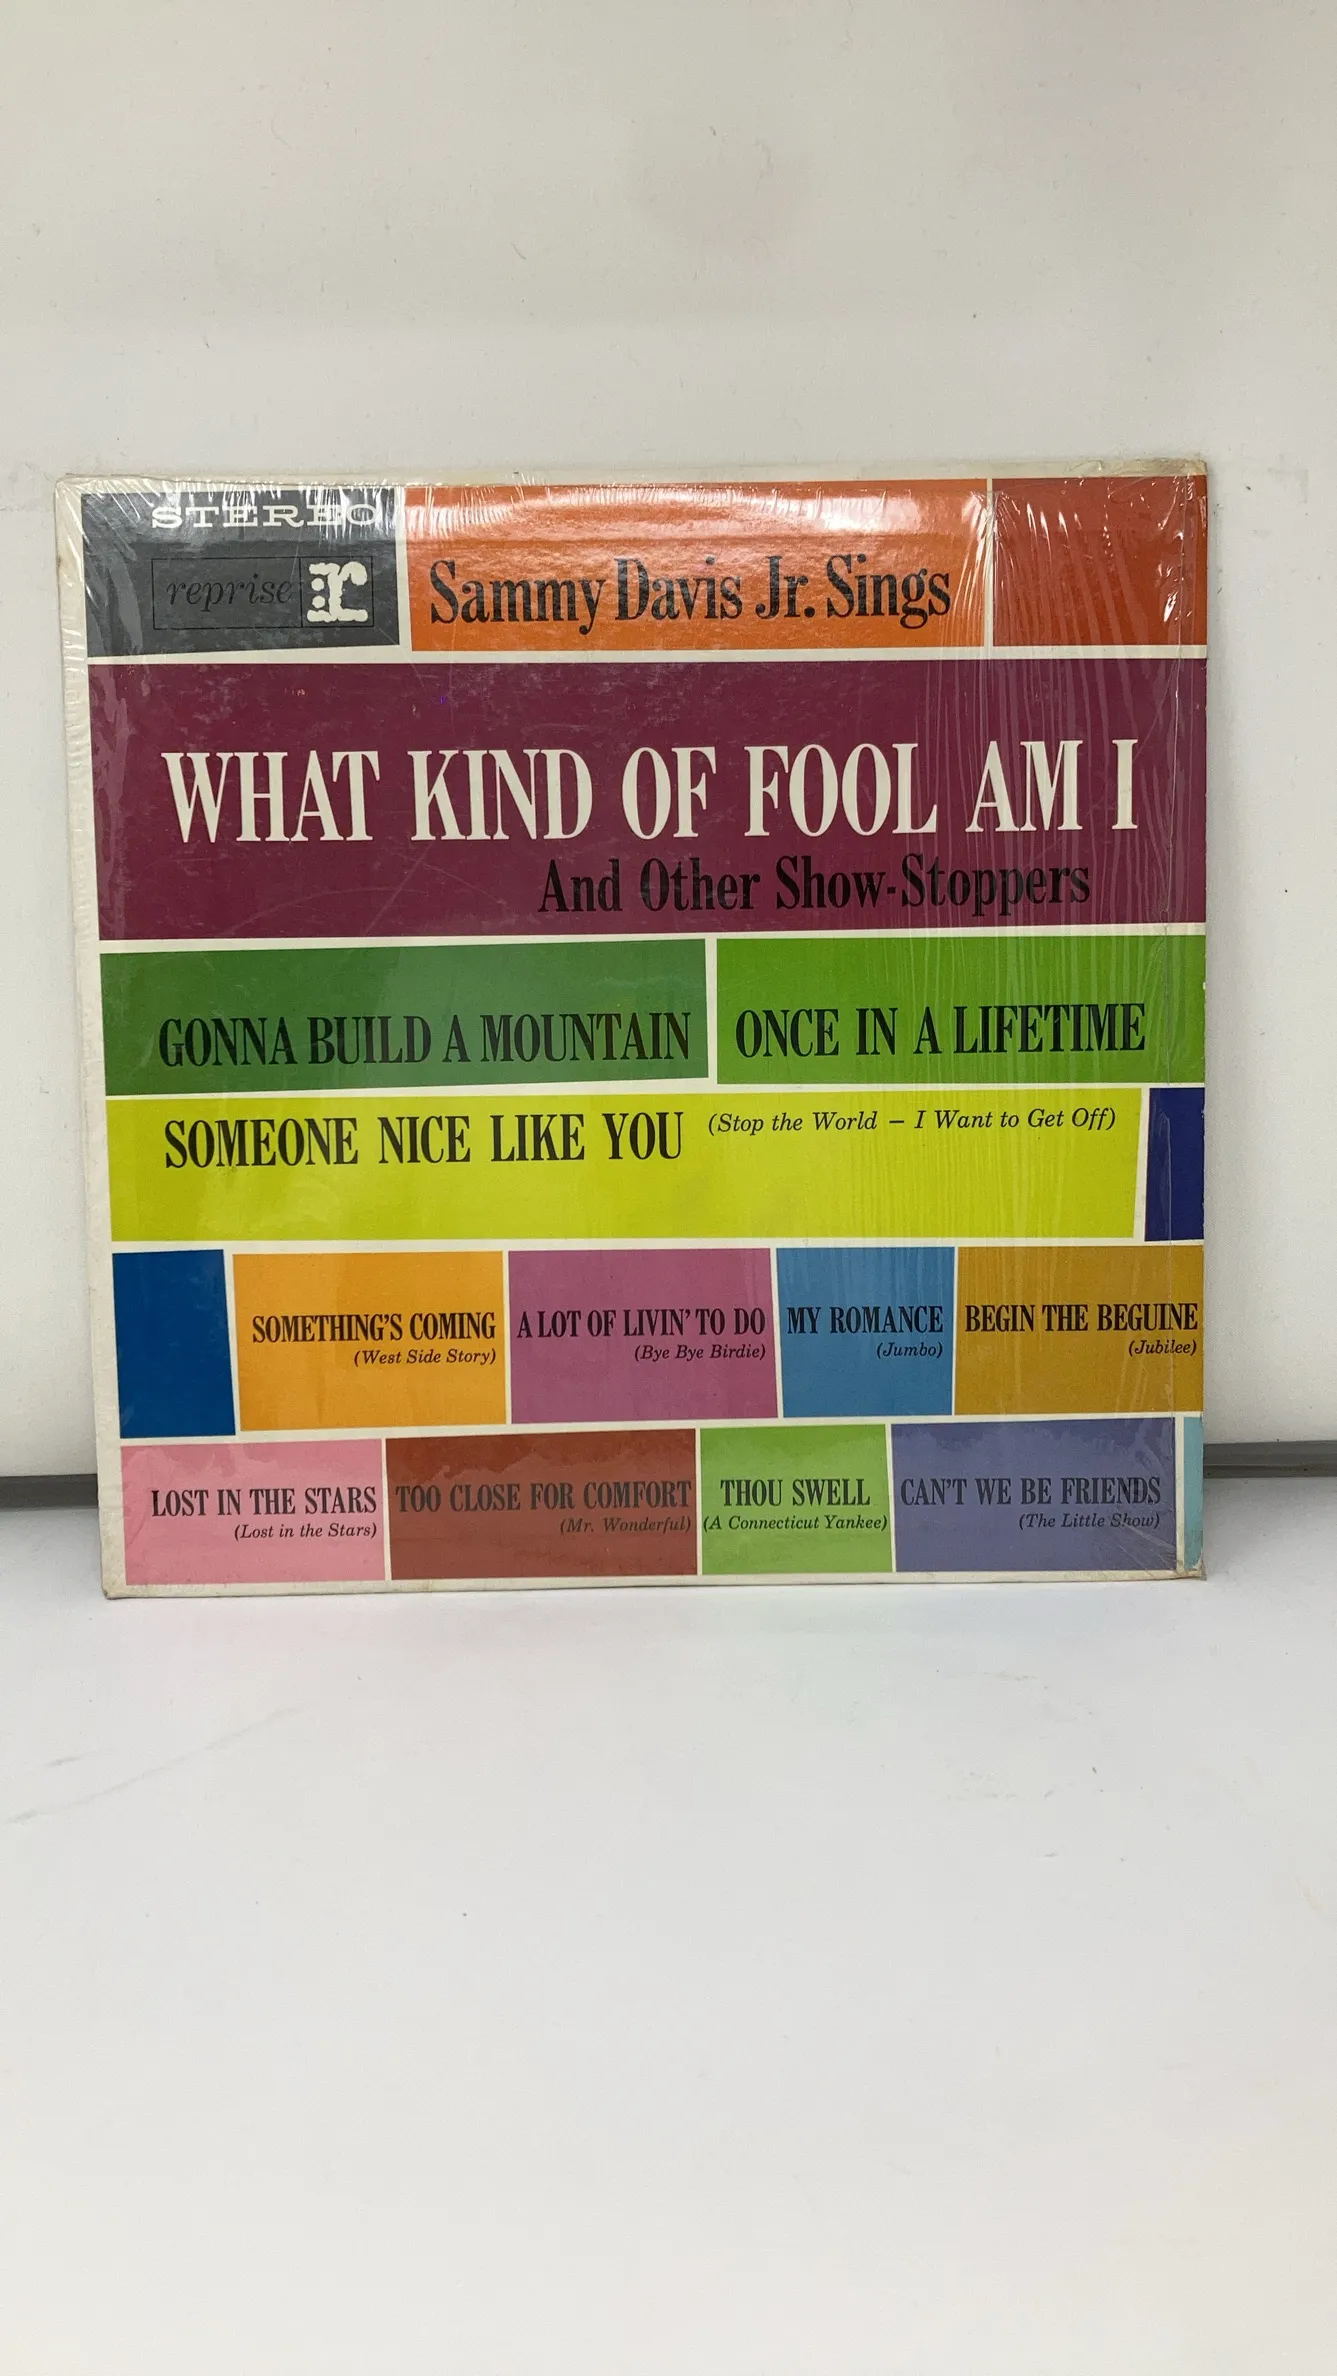 STEREO
reprise r
Sammy Davis Jr. Sings
WHAT KIND OF FOOL AM I
And Other Show-Stoppers
GONNA BUILD A MOUNTAIN
ONCE IN A LIFETIME
SOMEONE NICE LIKE YOU (Stop the World – I Want to Get Off)
SOMETHING'S COMING
(West Side Story)
A LOT OF LIVIN' TO DO
(Bye Bye Birdie)
MY ROMANCE
(Jumbo)
BEGIN THE BEGUINE
(Jubilee)
LOST IN THE STARS
(Lost in the Stars)
TOO CLOSE FOR COMFORT
(Mr. Wonderful)
THOU SWELL
(A Connecticut Yankee)
CAN'T WE BE FRIENDS
(The Little Show)